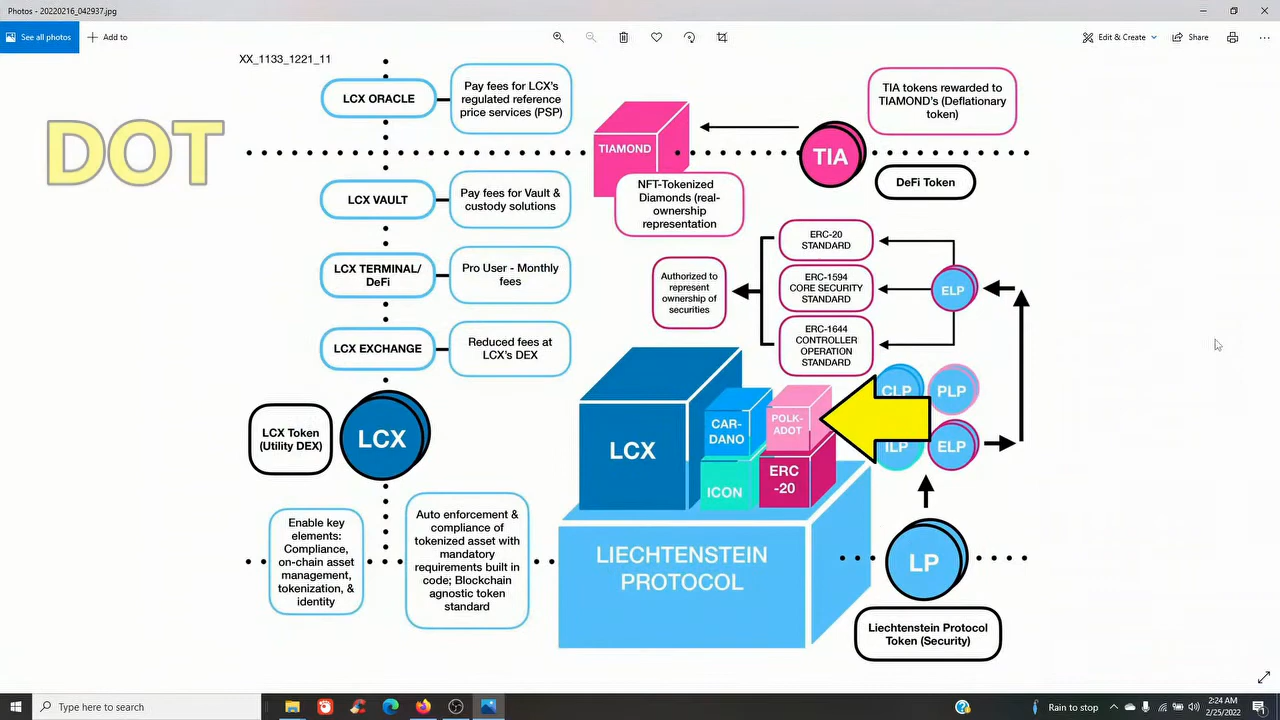 Photos - 20220216_042937.jpg
See all photos
Add to
Edit & Create
Share
XX_1133_1221_11
DOT
LCX ORACLE
Pay fees for LCX's
regulated reference
price services (PSP)
LCX VAULT
Pay fees for Vault &
custody solutions
LCX TERMINAL/
DeFi
Pro User - Monthly
fees
LCX EXCHANGE
Reduced fees at
LCX's DEX
LCX Token
(Utility DEX)
LCX
Enable key
elements:
Compliance,
on-chain asset
management,
tokenization, &
identity
Auto enforcement &
compliance of
tokenized asset with
mandatory
requirements built in
code; Blockchain
agnostic token
standard
TIAMOND
NFT-Tokenized
Diamonds (real-
ownership
representation
TIA
TIA tokens rewarded to
TIAMOND's (Deflationary
token)
DeFi Token
Authorized to
represent
ownership of
securities
ERC-20
STANDARD
ERC-1594
CORE SECURITY
STANDARD
ERC-1644
CONTROLLER
OPERATION
STANDARD
ELP
LCX
CAR-
DANO
POLK-
ADOT
ICON
ERC
-20
CLP
PLP
ILP
ELP
LIECHTENSTEIN
PROTOCOL
LP
Liechtenstein Protocol
Token (Security)
Type here to search
Rain to stop
2:24 AM
2/25/2022